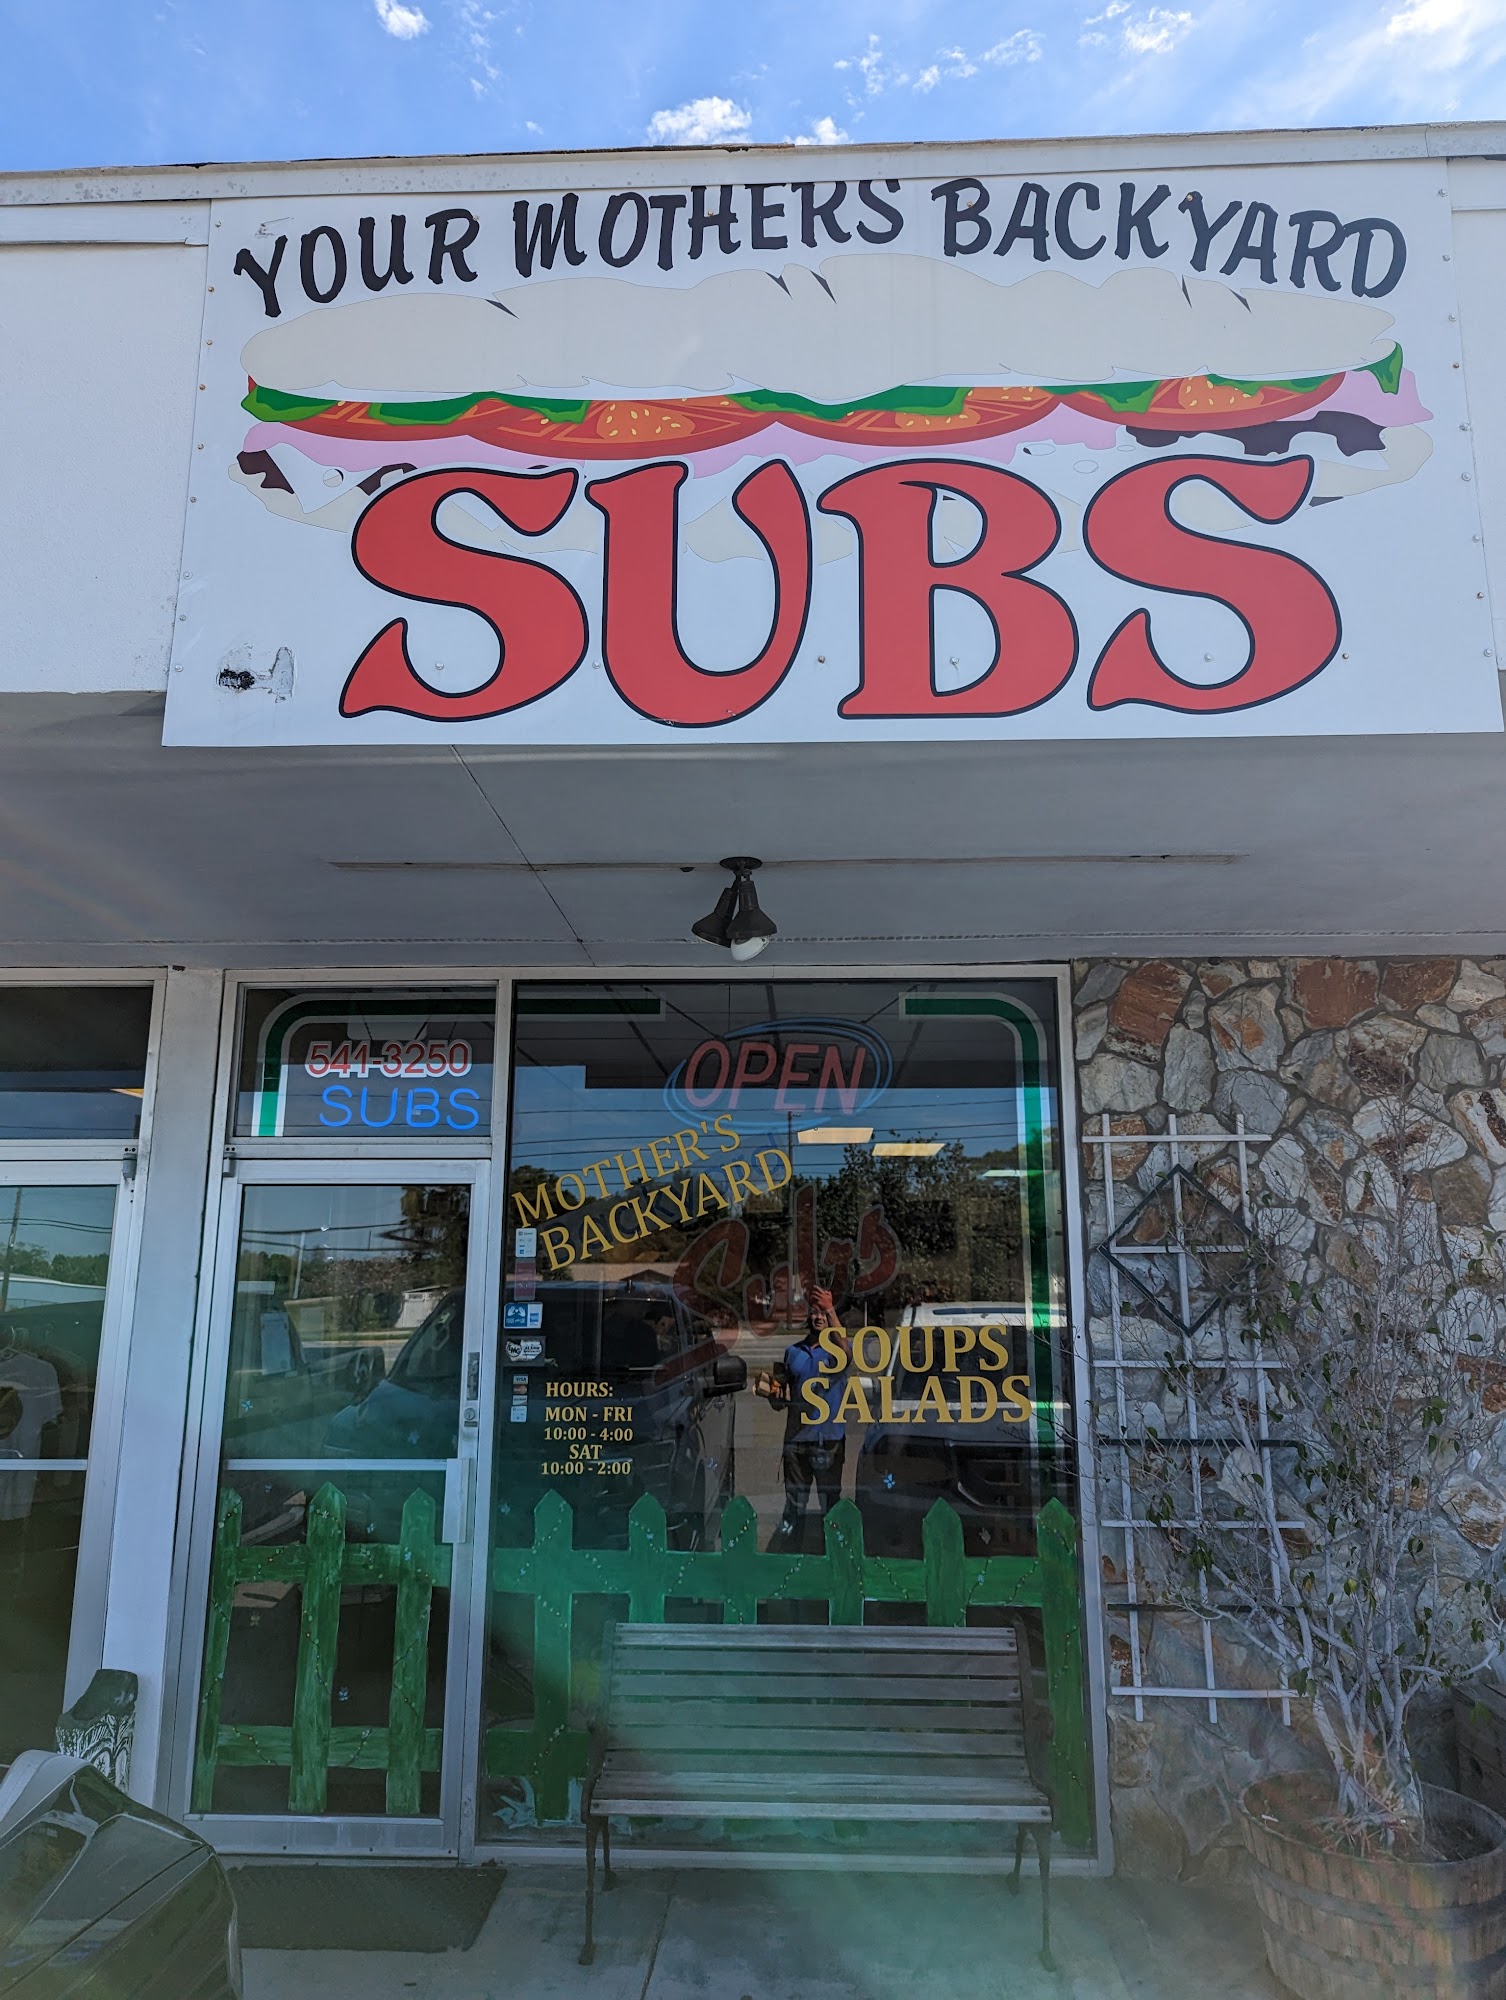 YOUR MOTHERS BACKYARD
SUBS
544-3250
SUBS
OPEN
MOTHER'S
BACKYARD
Subs
SOUPS
SALADS
HOURS:
MON - FRI
10:00 - 4:00
SAT
10:00 - 2:00
VISA